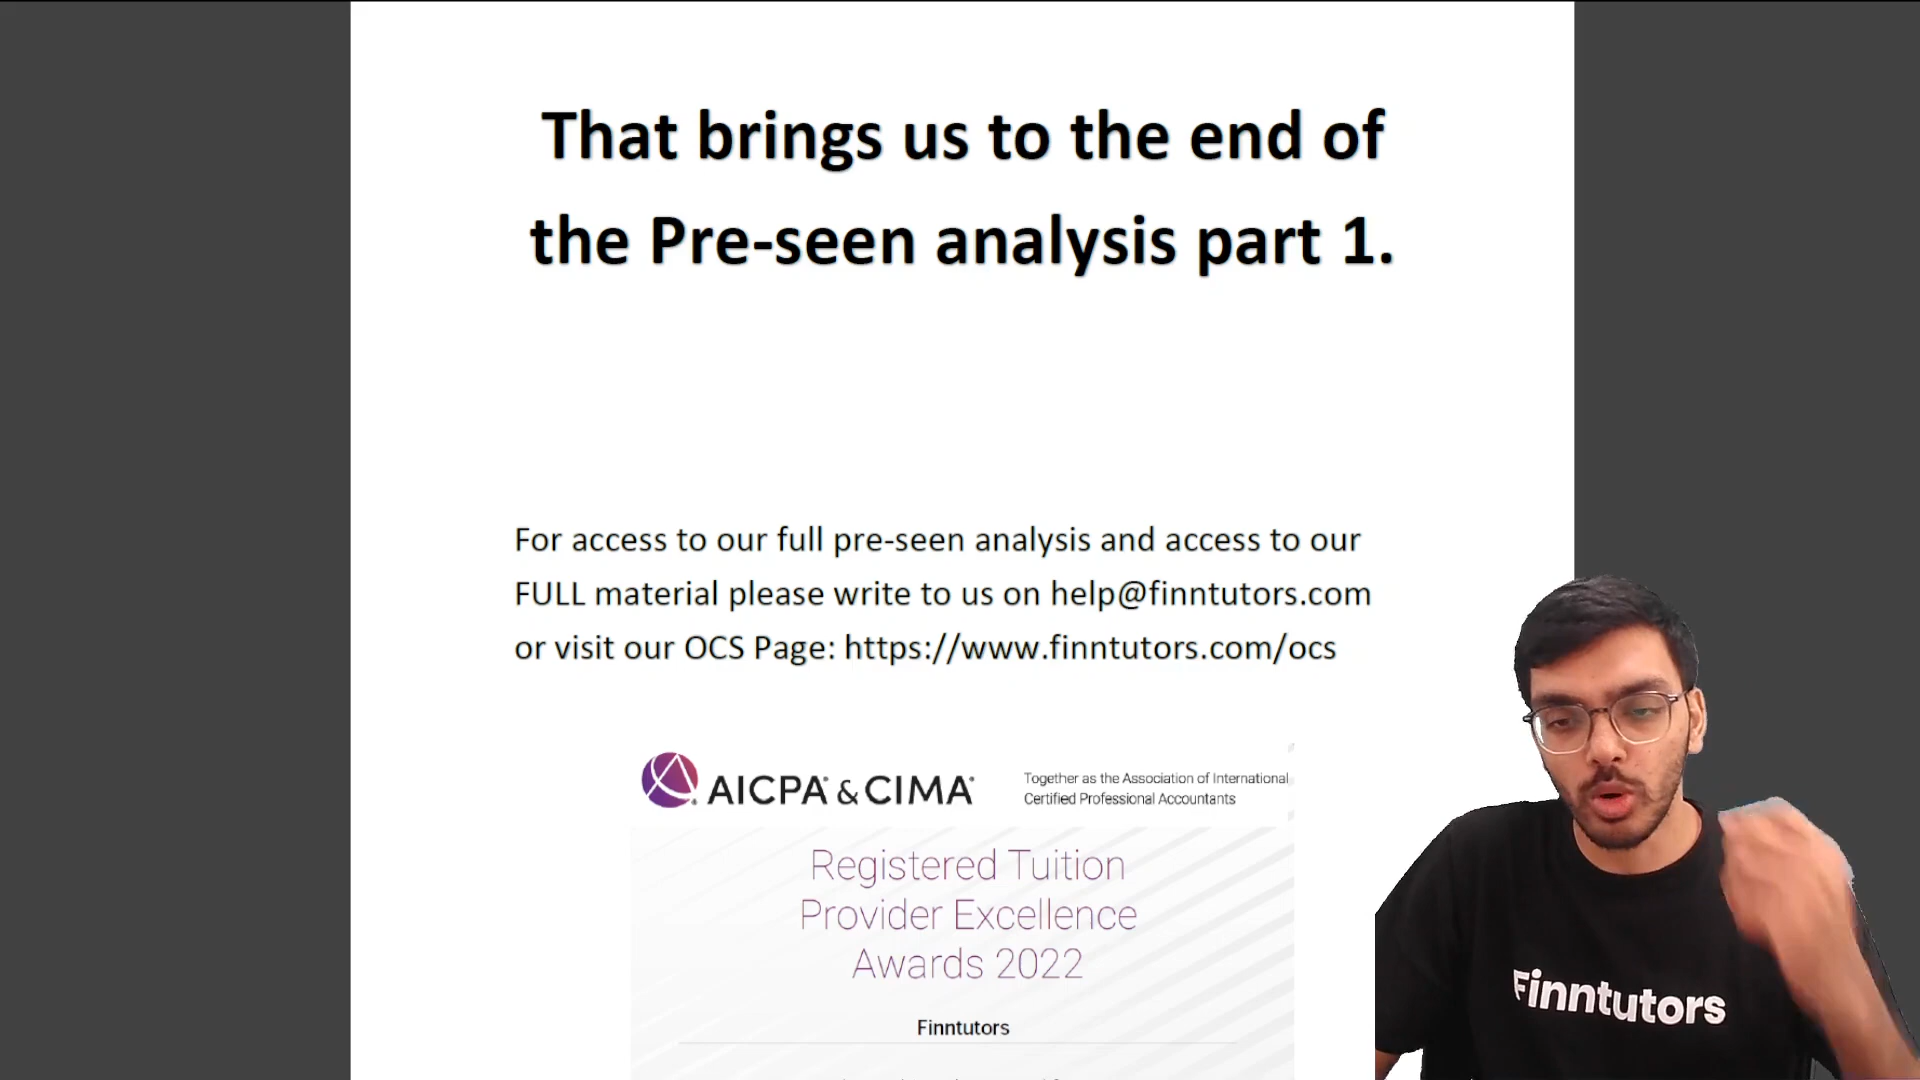 That brings us to the end of
the Pre-seen analysis part 1.
For access to our full pre-seen analysis and access to our
FULL material please write to us on help@finntutors.com
or visit our OCS Page: https://www.finntutors.com/ocs
AICPA® & CIMA®
Together as the Association of International
Certified Professional Accountants
Registered Tuition
Provider Excellence
Awards 2022
Finntutors
Finntutors